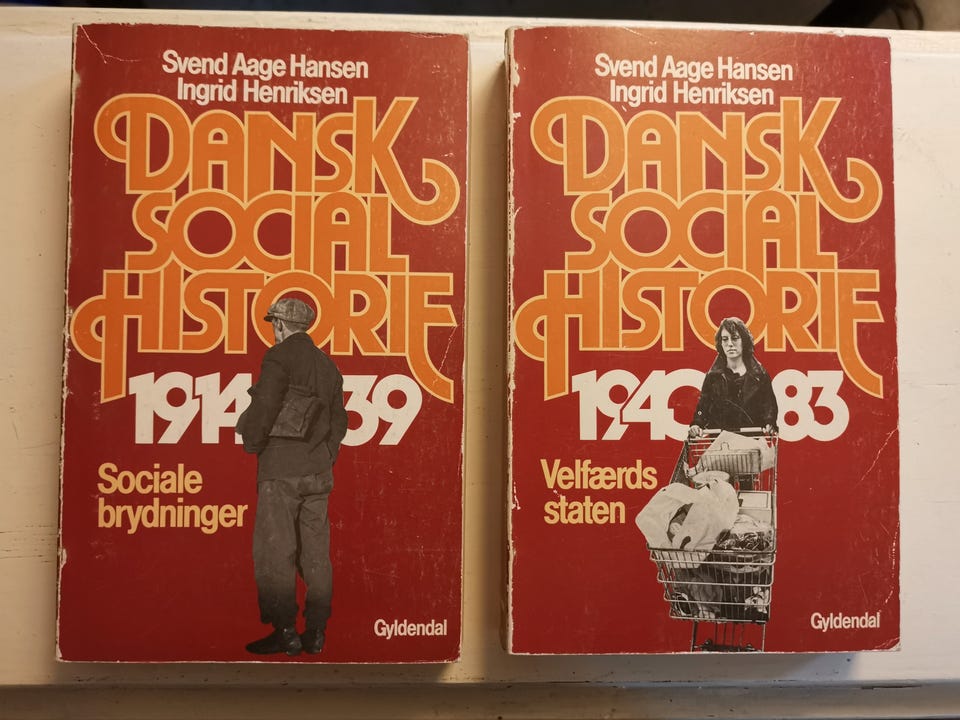 Svend Aage Hansen
Ingrid Henriksen
DANSK
SOCIAL
HISTORIE
1914 39
Sociale
brydninger
Gyldendal
Svend Aage Hansen
Ingrid Henriksen
DANSK
SOCIAL
HISTORIE
1940 83
Velfærds
staten
Gyldendal